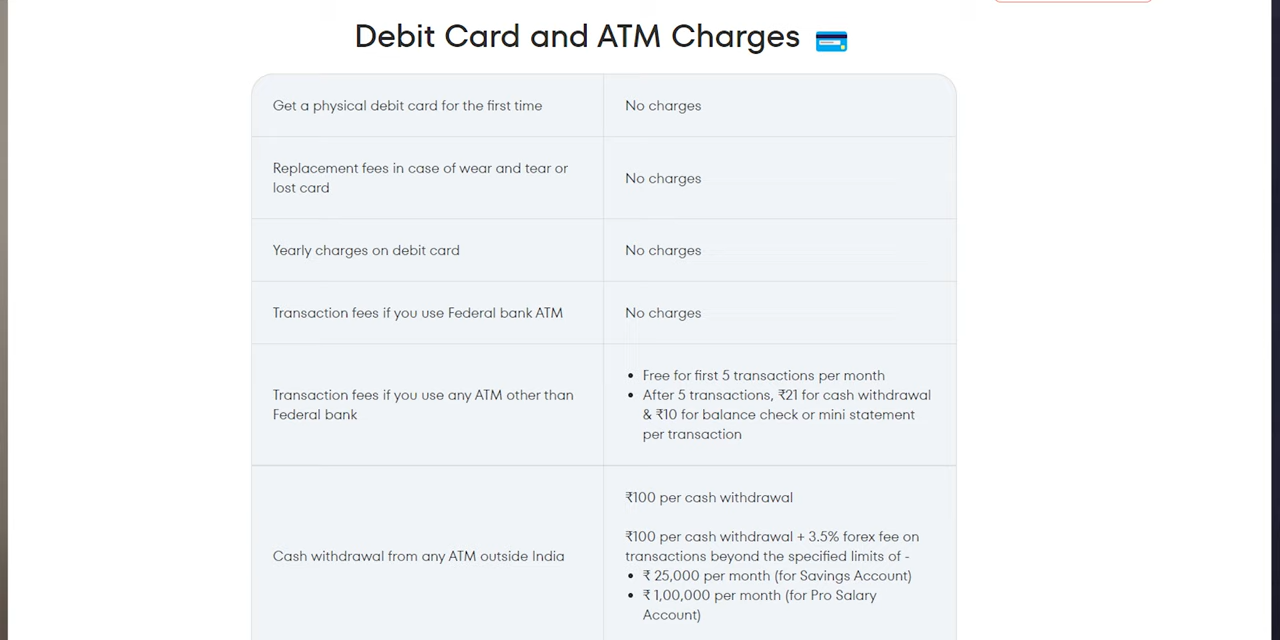 Debit Card and ATM Charges
Get a physical debit card for the first time
No charges
Replacement fees in case of wear and tear or
lost card
No charges
Yearly charges on debit card
No charges
Transaction fees if you use Federal bank ATM
No charges
Transaction fees if you use any ATM other than
Federal bank
• Free for first 5 transactions per month
• After 5 transactions, ₹21 for cash withdrawal
& ₹10 for balance check or mini statement
per transaction
Cash withdrawal from any ATM outside India
₹100 per cash withdrawal
₹100 per cash withdrawal + 3.5% forex fee on
transactions beyond the specified limits of -
• ₹ 25,000 per month (for Savings Account)
• ₹ 1,00,000 per month (for Pro Salary
Account)